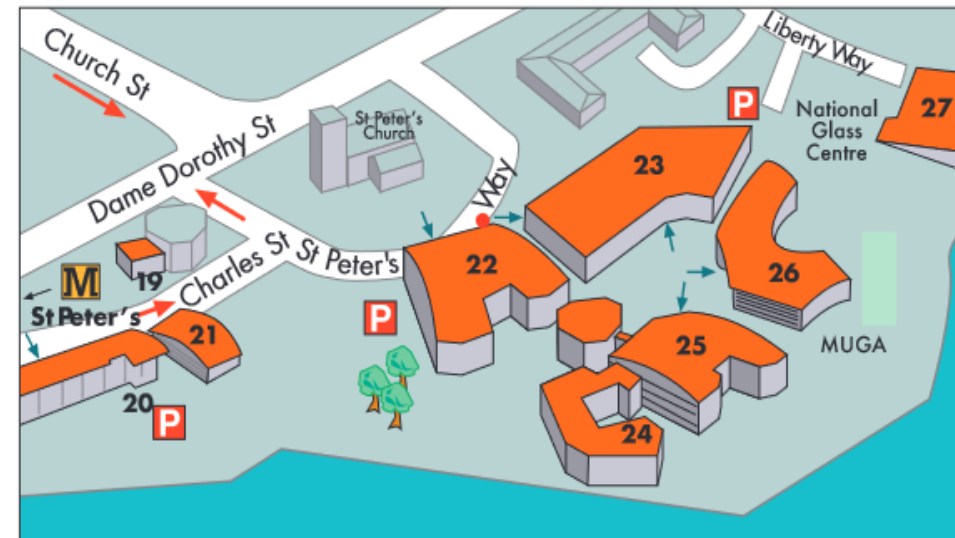 Church St
Liberty Way
St Peter's
Church
P
National
Glass
Centre
27
Dame Dorothy St
23
Way
19
M
St Peter's
Charles St
St Peter's
22
26
21
P
25
MUGA
20
P
24